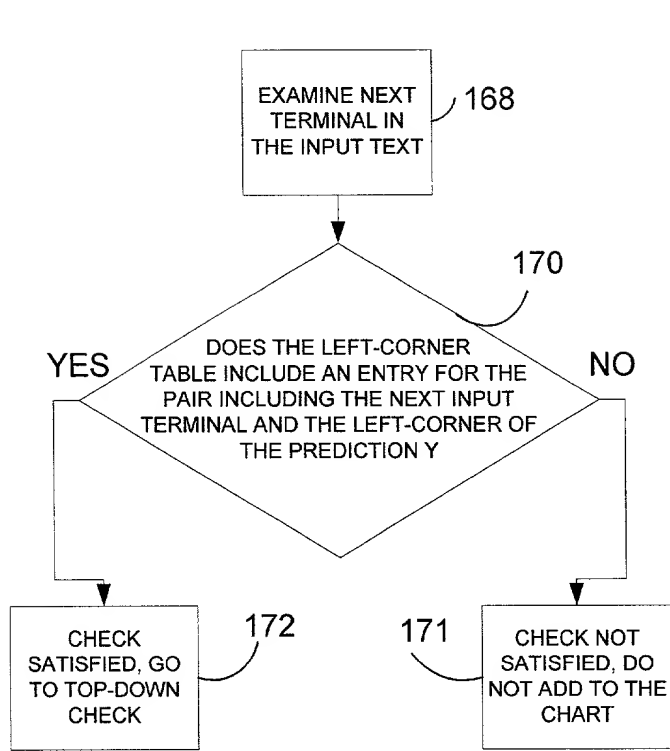 EXAMINE NEXT
TERMINAL IN
THE INPUT TEXT
168
170
YES
DOES THE LEFT-CORNER
TABLE INCLUDE AN ENTRY FOR THE
PAIR INCLUDING THE NEXT INPUT
TERMINAL AND THE LEFT-CORNER OF
THE PREDICTION Y
NO
CHECK
SATISFIED, GO
TO TOP-DOWN
CHECK
172
171
CHECK NOT
SATISFIED, DO
NOT ADD TO THE
CHART